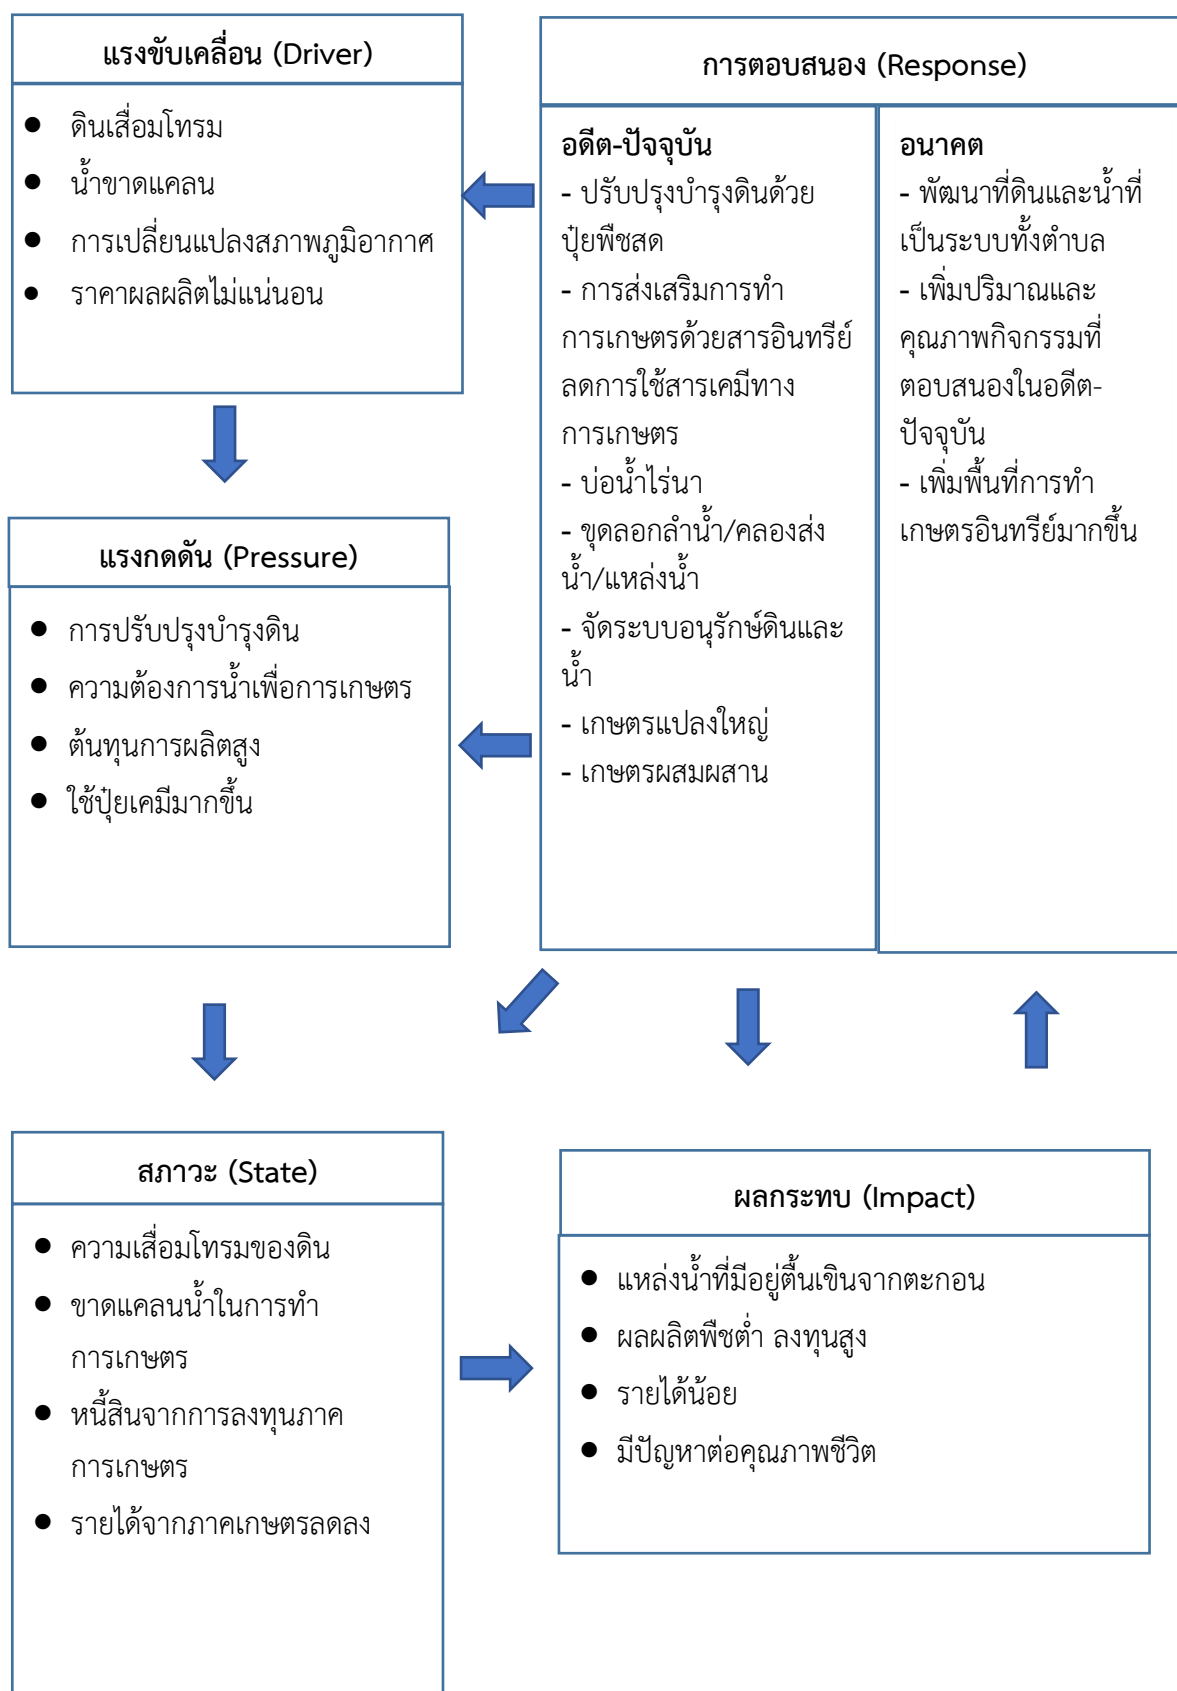 แรงขับเคลื่อน (Driver)
ดินเสื่อมโทรม
น้ำขาดแคลน
การเปลี่ยนแปลงสภาพภูมิอากาศ
ราคาผลผลิตไม่แน่นอน
การตอบสนอง (Response)
อดีต-ปัจจุบัน
- ปรับปรุงบำรุงดินด้วย
ปุ๋ยพืชสด
- การส่งเสริมการทำ
การเกษตรด้วยสารอินทรีย์
ลดการใช้สารเคมีทาง
การเกษตร
- บ่อน้ำไร่นา
- ขุดลอกลำน้ำ/คลองส่ง
น้ำ/แหล่งน้ำ
- จัดระบบอนุรักษ์ดินและ
น้ำ
- เกษตรแปลงใหญ่
- เกษตรผสมผสาน
อนาคต
- พัฒนาที่ดินและน้ำที่
เป็นระบบทั้งตำบล
- เพิ่มปริมาณและ
คุณภาพกิจกรรมที่
ตอบสนองในอดีต-
ปัจจุบัน
- เพิ่มพื้นที่การทำ
เกษตรอินทรีย์มากขึ้น
แรงกดดัน (Pressure)
การปรับปรุงบำรุงดิน
ความต้องการน้ำเพื่อการเกษตร
ต้นทุนการผลิตสูง
ใช้ปุ๋ยเคมีมากขึ้น
สภาวะ (State)
ความเสื่อมโทรมของดิน
ขาดแคลนน้ำในการทำ
การเกษตร
หนี้สินจากการลงทุนภาค
การเกษตร
รายได้จากภาคเกษตรลดลง
ผลกระทบ (Impact)
แหล่งน้ำที่มีอยู่ตื้นเขินจากตะกอน
ผลผลิตพืชต่ำ ลงทุนสูง
รายได้น้อย
มีปัญหาต่อคุณภาพชีวิต